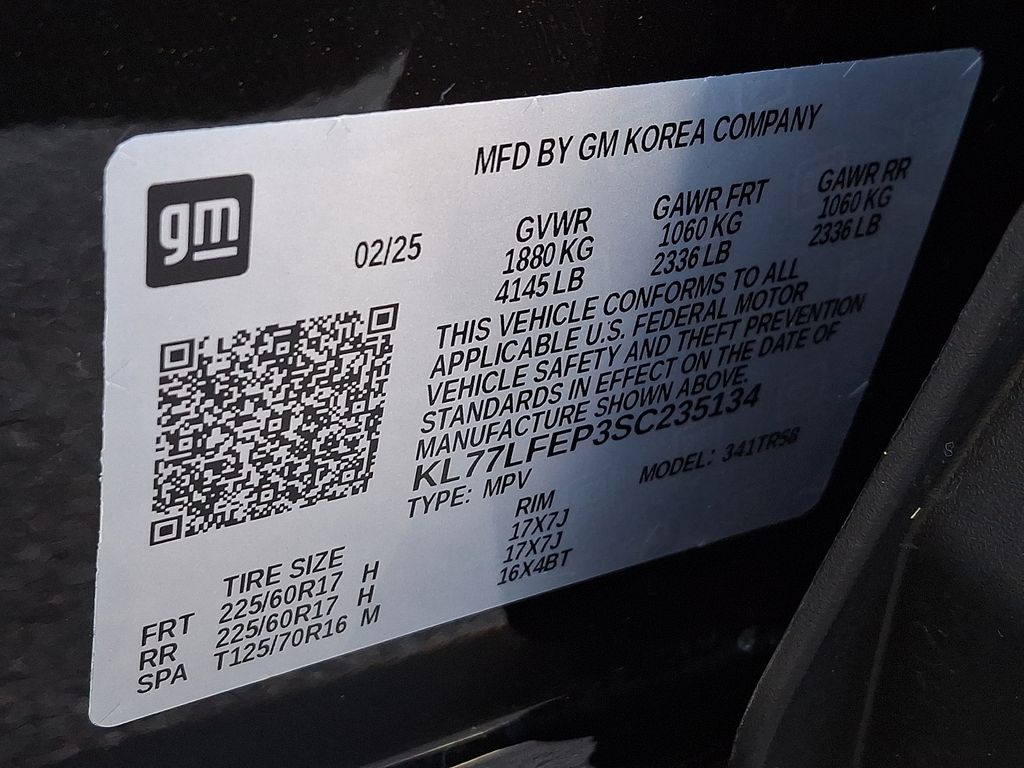 gm
MFD BY GM KOREA COMPANY
02/25
GVWR GAWR FRT GAWR RR
1880 KG 1060 KG 1060 KG
4145 LB 2336 LB 2336 LB
THIS VEHICLE CONFORMS TO ALL
APPLICABLE U.S. FEDERAL MOTOR
VEHICLE SAFETY AND THEFT PREVENTION
STANDARDS IN EFFECT ON THE DATE OF
MANUFACTURE SHOWN ABOVE.
KL77LFEP3SC235134
TYPE: MPV MODEL: 341TR58
TIRE SIZE RIM
FRT 225/60R17 H 17X7J
RR 225/60R17 H 17X7J
SPA T125/70R16 M 16X4BT